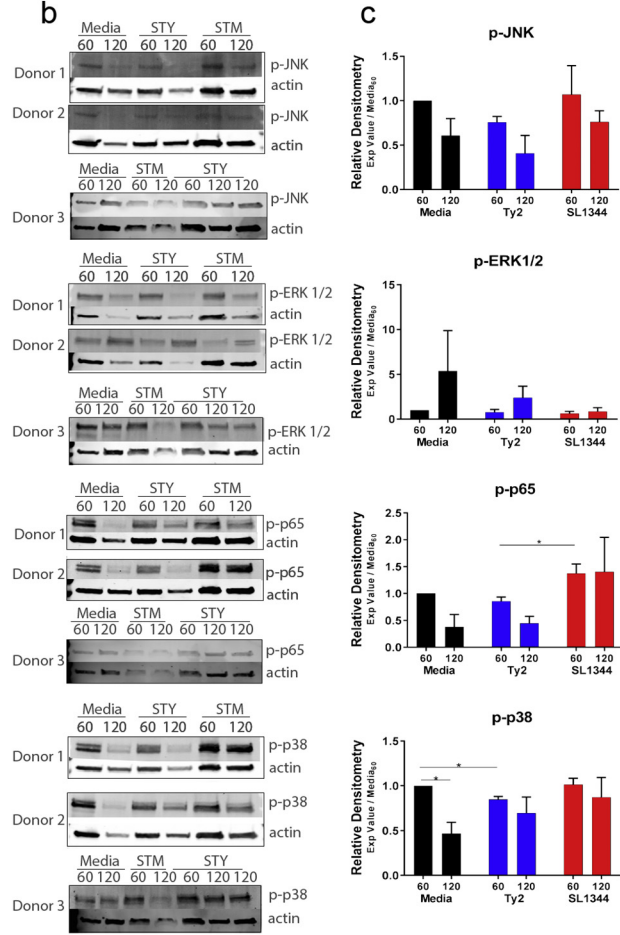 b
Media STY STM
60 120 60 120 60 120
Donor 1 p-JNK
actin
Donor 2 p-JNK
actin
Media STM STY
60 120 60 120 60 120 120
p-JNK
Donor 3
actin
Media STY STM
60 120 60 120 60 120
Donor 1 p-ERK 1/2
actin
Donor 2 p-ERK 1/2
actin
Media STM STY
60 120 60 120 60 120 120
Donor 3 p-ERK 1/2
actin
Media STY STM
60 120 60 120 60 120
Donor 1 p-p65
actin
Donor 2 p-p65
actin
Media STM STY
60 120 60 120 60 120 120
Donor 3 p-p65
actin
Media STY STM
60 120 60 120 60 120
Donor 1 p-p38
actin
Donor 2 p-p38
actin
Media STM STY
60 120 60 120 60 120 120
Donor 3 p-p38
actin
c
p-JNK
Relative Densitometry
Exp Value / Media60
1.5
1.0
0.5
0.0
60 120 60 120 60 120
Media Ty2 SL1344
p-ERK1/2
Relative Densitometry
Exp Value / Media60
15
10
5
0
60 120 60 120 60 120
Media Ty2 SL1344
p-p65
Relative Densitometry
Exp Value / Media60
2.5
2.0
1.5
1.0
0.5
0.0
*
60 120 60 120 60 120
Media Ty2 SL1344
p-p38
Relative Densitometry
Exp Value / Media60
1.5
1.0
0.5
0.0
*
*
60 120 60 120 60 120
Media Ty2 SL1344